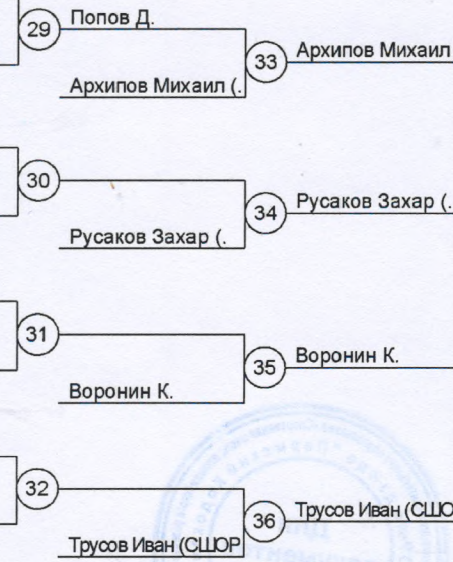 29 Попов Д.
33 Архипов Михаил
Архипов Михаил (.
30
34 Русаков Захар (.
Русаков Захар (.
31
35 Воронин К.
Воронин К.
32
36 Трусов Иван (СШО
Трусов Иван (СШОР